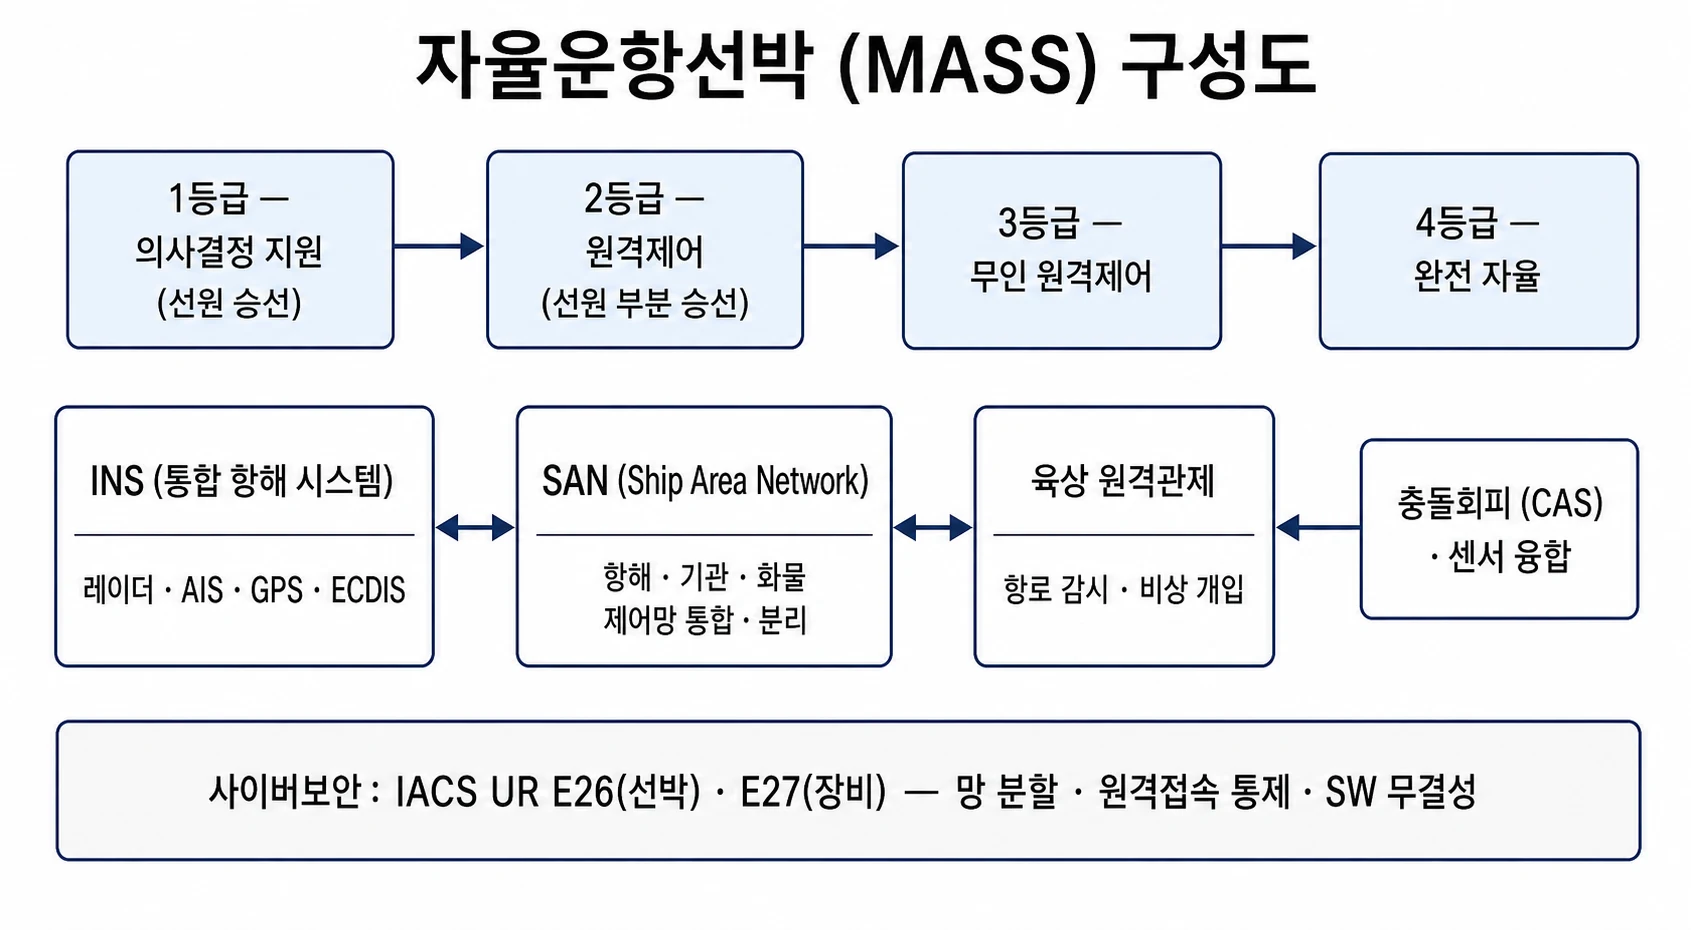 자율운항선박 (MASS) 구성도
1등급 —
의사결정 지원
(선원 승선)
2등급 —
원격제어
(선원 부분 승선)
3등급 —
무인 원격제어
4등급 —
완전 자율
INS (통합 항해 시스템)
레이더 · AIS · GPS · ECDIS
SAN (Ship Area Network)
항해 · 기관 · 화물
제어망 통합 · 분리
육상 원격관제
항로 감시 · 비상 개입
충돌회피 (CAS)
· 센서 융합
사이버보안 : IACS UR E26(선박) · E27(장비) — 망 분할 · 원격접속 통제 · SW 무결성